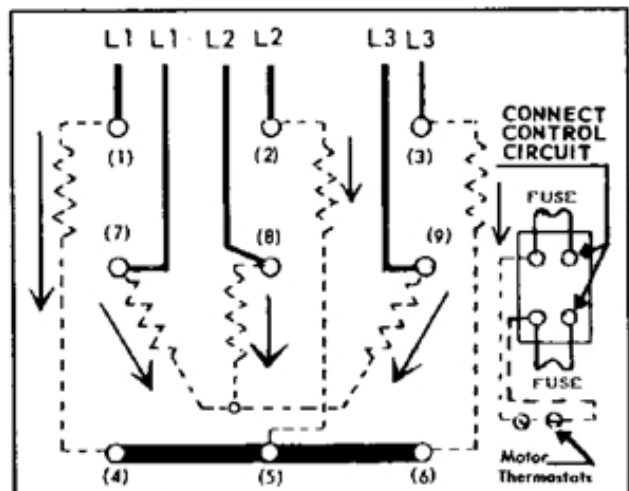 L1 L1 L2 L2 L3 L3
CONNECT
CONTROL
CIRCUIT
(1) (2) (3)
FUSE
(7) (8) (9)
FUSE
(4) (5) (6)
Motor
Thermostats